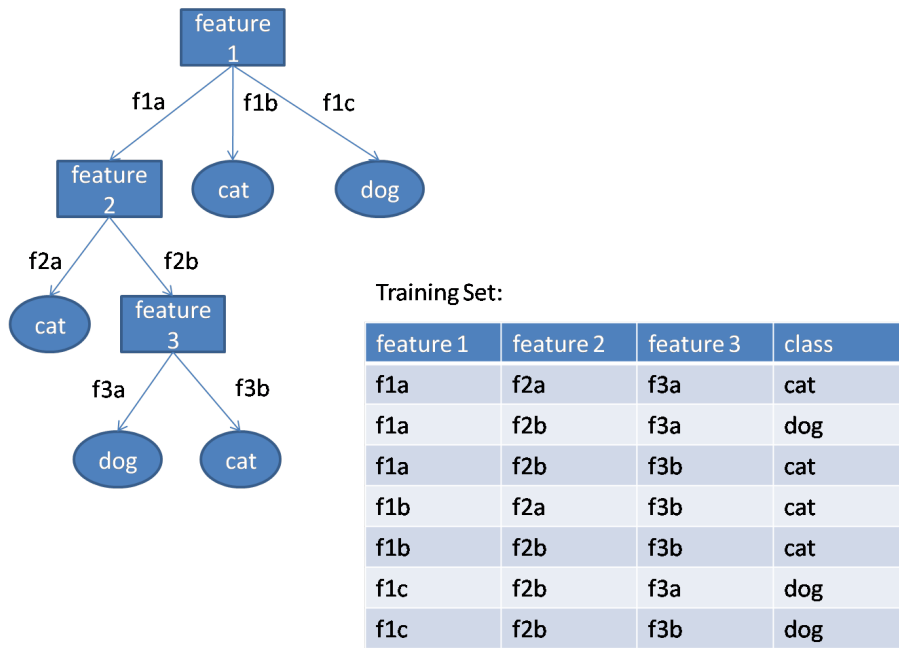 feature
1
f1a
f1b
f1c
feature
2
cat
dog
f2a
f2b
cat
feature
3
f3a
f3b
dog
cat
Training Set:
feature 1 feature 2 feature 3 class
f1a f2a f3a cat
f1a f2b f3a dog
f1a f2b f3b cat
f1b f2a f3b cat
f1b f2b f3b cat
f1c f2b f3a dog
f1c f2b f3b dog